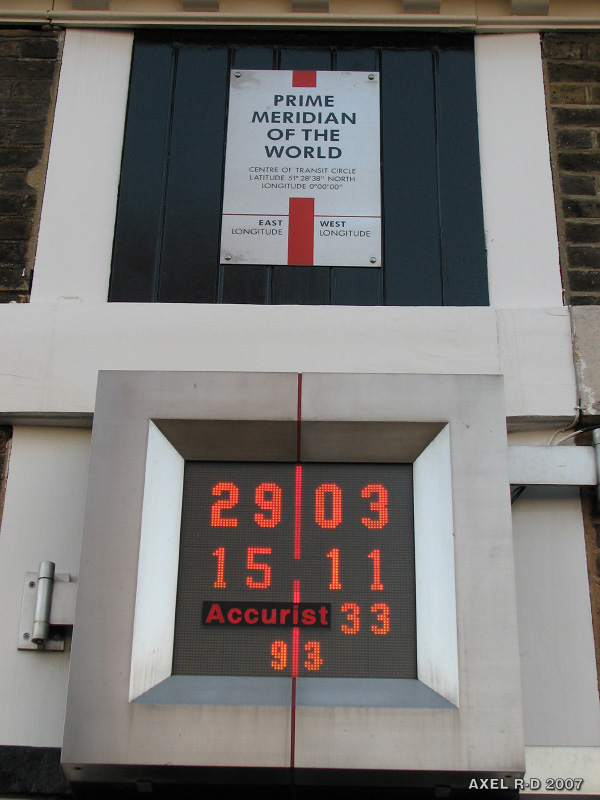 PRIME
MERIDIAN
OF THE
WORLD
CENTRE OF TRANSIT CIRCLE
LATITUDE 51° 28'38" NORTH
LONGITUDE 0°00'00"
EAST WEST
LONGITUDE LONGITUDE
29 03
15 11
Accurist 33
93
AXEL R-D 2007